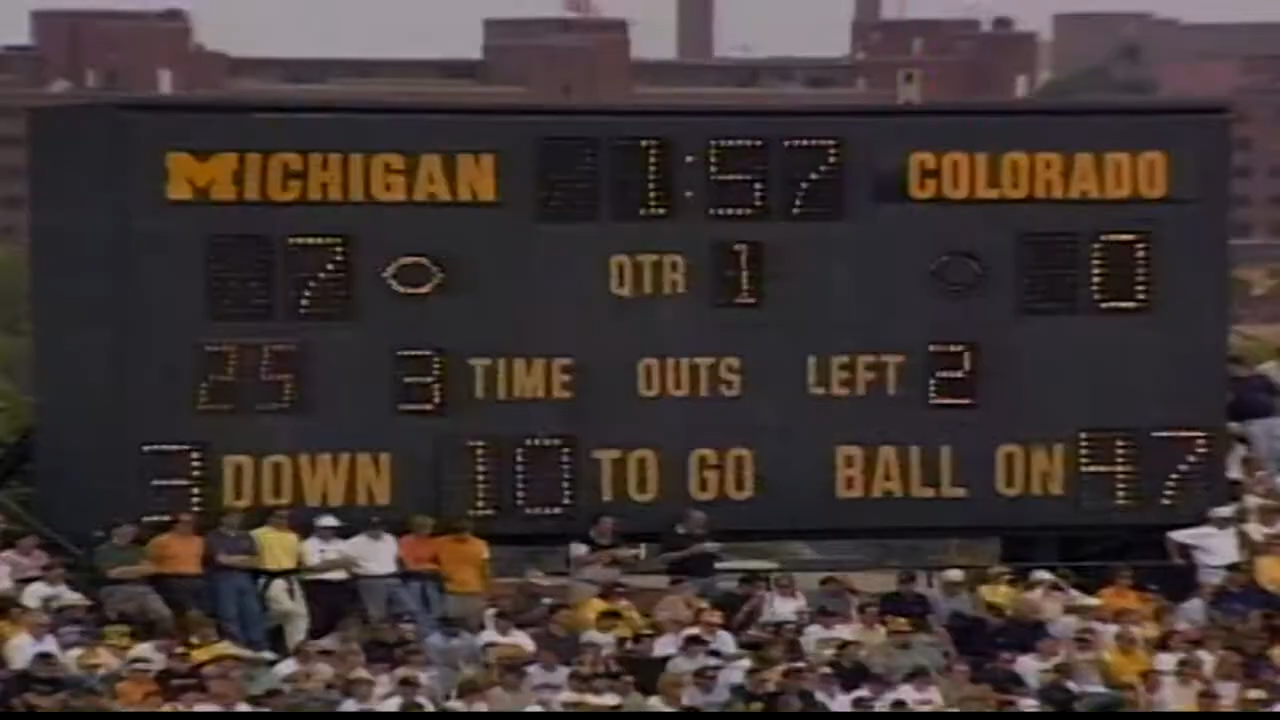 MICHIGAN 1:57 COLORADO
7 QTR 1 0
25 3 TIME OUTS LEFT 2
3 DOWN 10 TO GO BALL ON 47